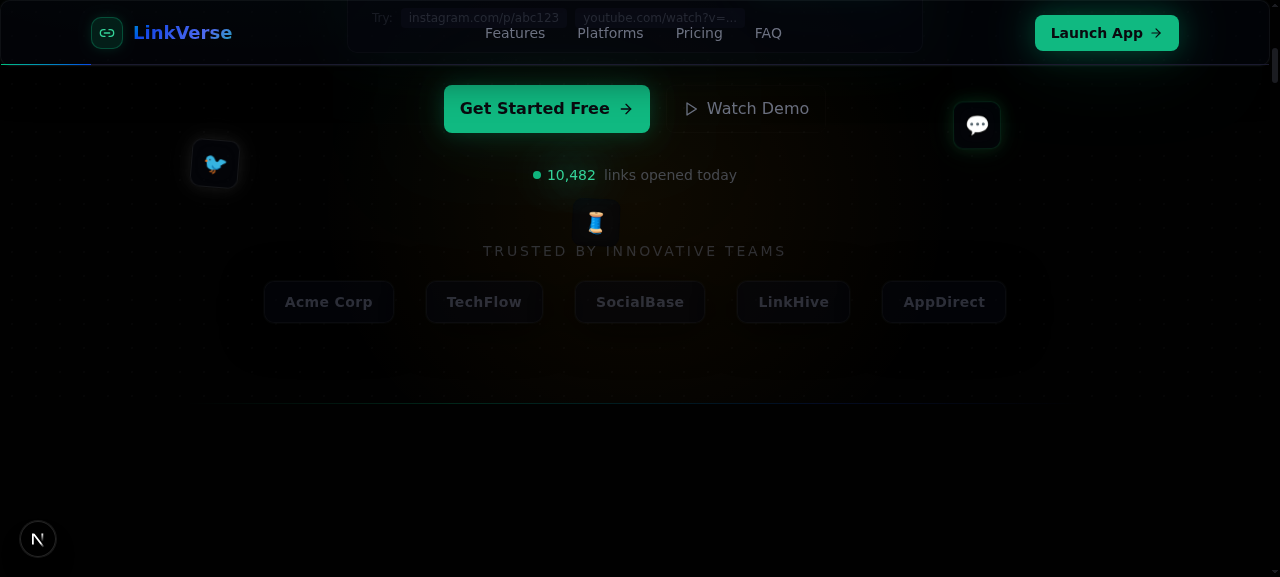 Try: instagram.com/p/abc123 youtube.com/watch?v=...
LinkVerse Features Platforms Pricing FAQ Launch App →
Get Started Free → Watch Demo
10,482 links opened today
TRUSTED BY INNOVATIVE TEAMS
Acme Corp TechFlow SocialBase LinkHive AppDirect
N